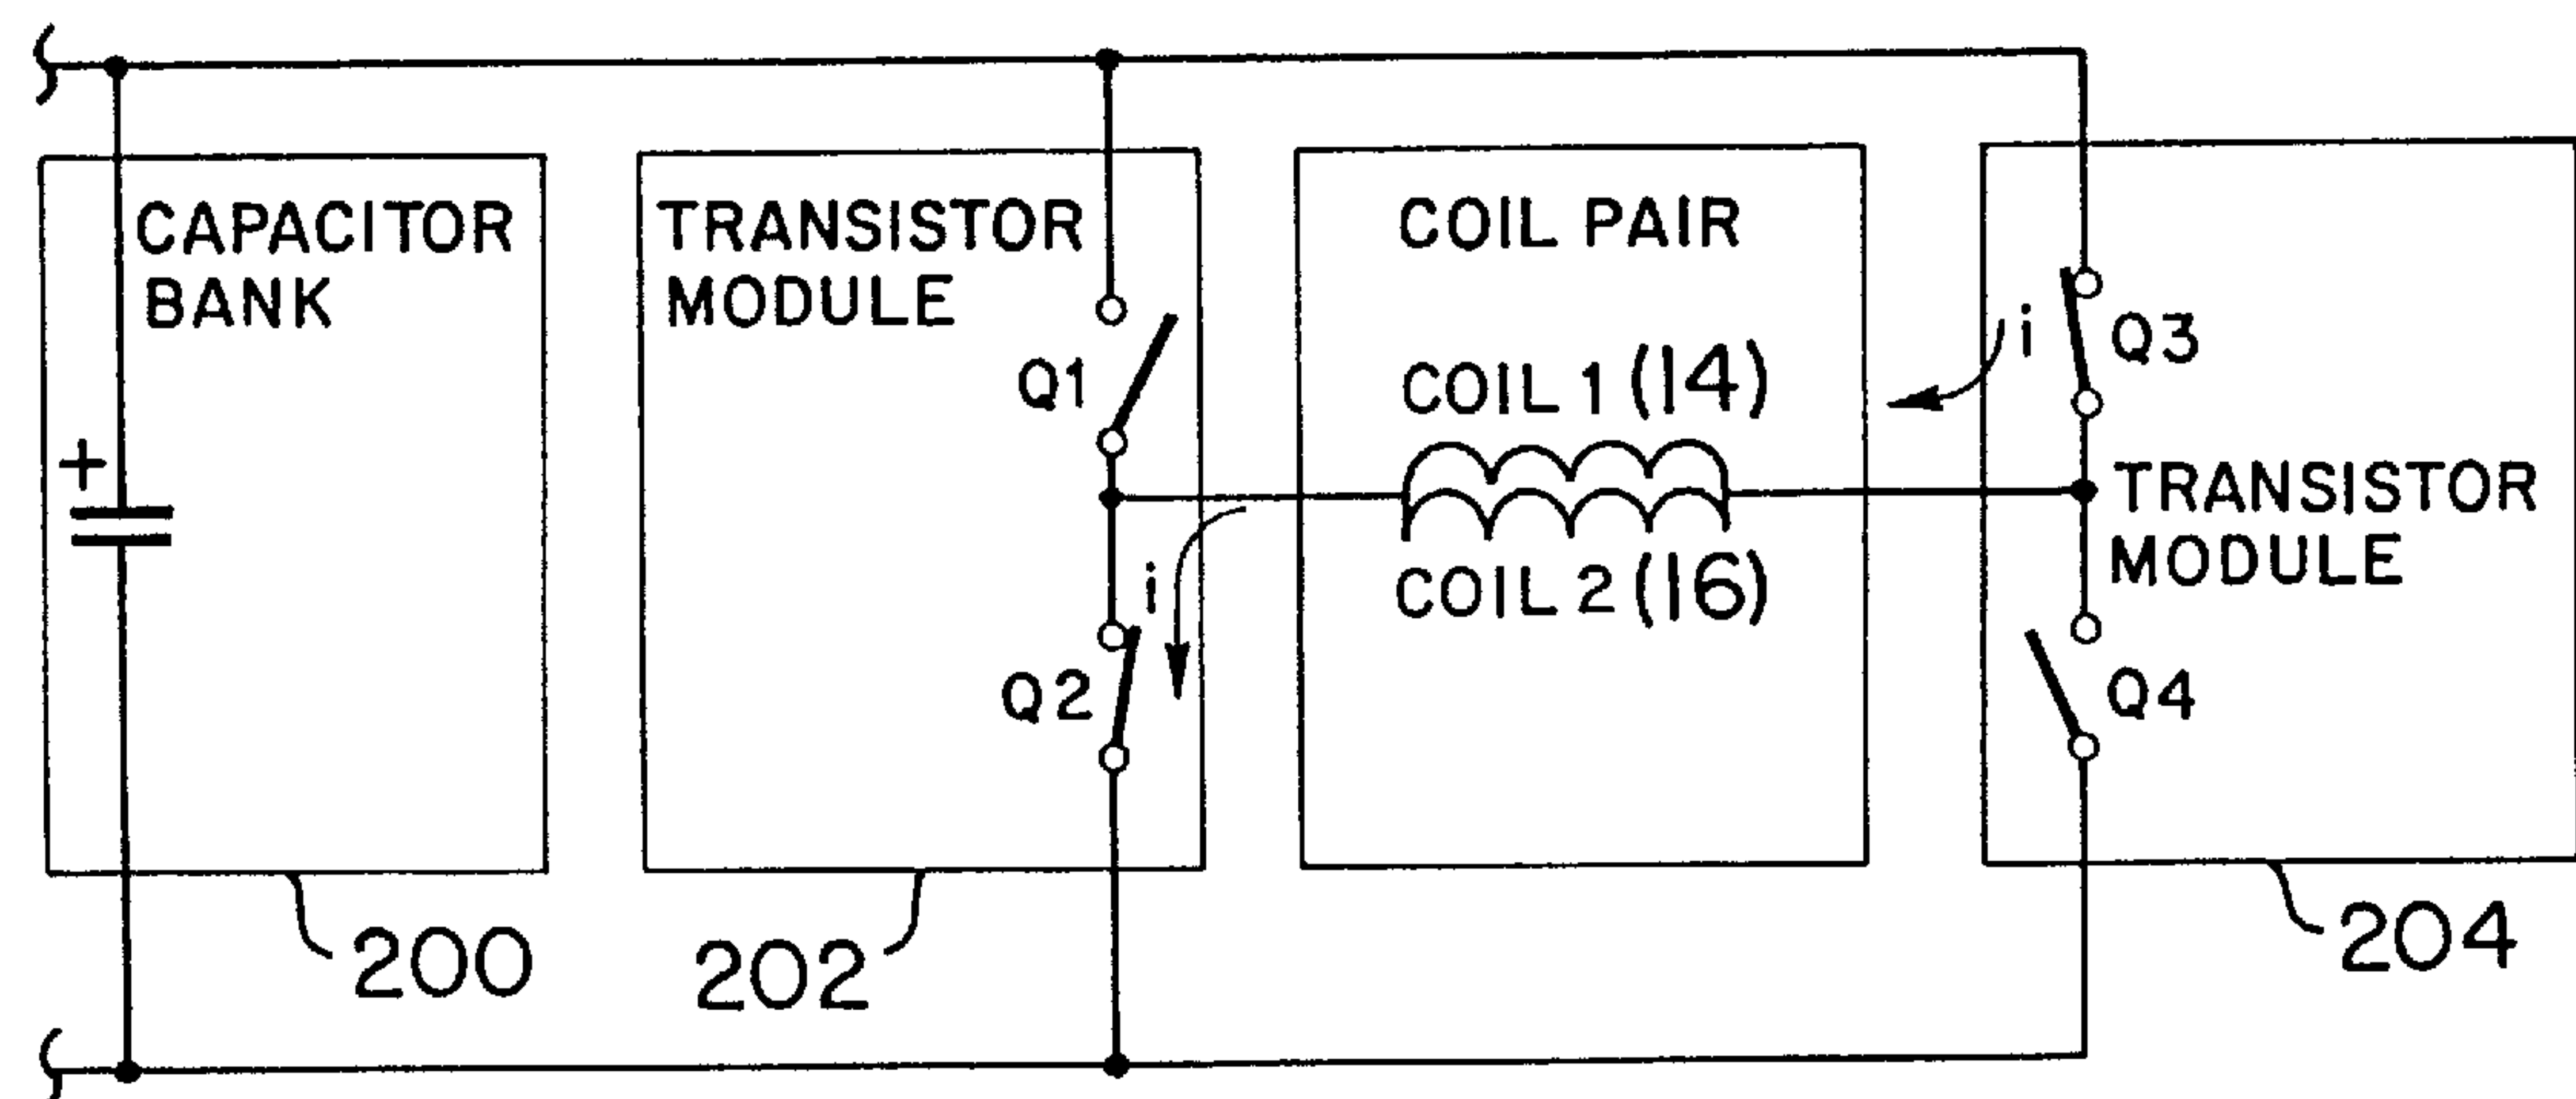 CAPACITOR
BANK
+
200
TRANSISTOR
MODULE
Q1
Q2
i
202
COIL PAIR
COIL 1 (14)
COIL 2 (16)
i
Q3
TRANSISTOR
MODULE
Q4
204